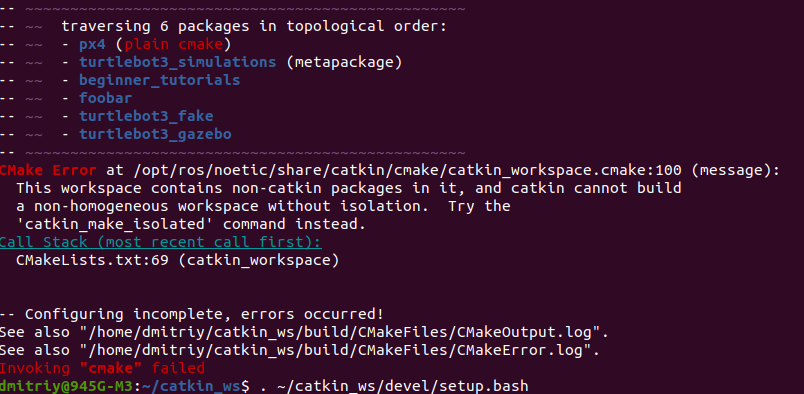 -- ~~~~~~~~~~~~~~~~~~~~~~~~~~~~~~~~~~~~~~~~~~~~~~~~~
-- ~~  traversing 6 packages in topological order:
-- ~~  - px4 (plain cmake)
-- ~~  - turtlebot3_simulations (metapackage)
-- ~~  - beginner_tutorials
-- ~~  - foobar
-- ~~  - turtlebot3_fake
-- ~~  - turtlebot3_gazebo
-- ~~~~~~~~~~~~~~~~~~~~~~~~~~~~~~~~~~~~~~~~~~~~~~~~~
CMake Error at /opt/ros/noetic/share/catkin/cmake/catkin_workspace.cmake:100 (message):
  This workspace contains non-catkin packages in it, and catkin cannot build
  a non-homogeneous workspace without isolation.  Try the
  'catkin_make_isolated' command instead.
Call Stack (most recent call first):
  CMakeLists.txt:69 (catkin_workspace)
-- Configuring incomplete, errors occurred!
See also "/home/dmitriy/catkin_ws/build/CMakeFiles/CMakeOutput.log".
See also "/home/dmitriy/catkin_ws/build/CMakeFiles/CMakeError.log".
Invoking "cmake" failed
dmitriy@945G-M3:~/catkin_ws$ . ~/catkin_ws/devel/setup.bash